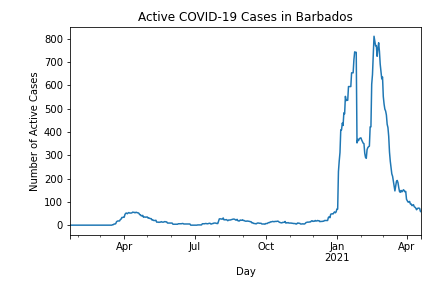 Active COVID-19 Cases in Barbados
Number of Active Cases
800
700
600
500
400
300
200
100
0
Apr
Jul
Oct
Jan
2021
Apr
Day